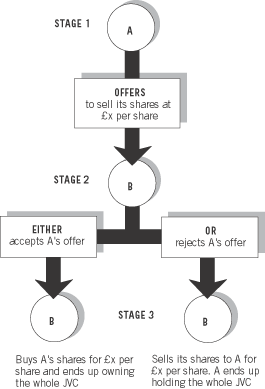 STAGE 1
A
OFFERS
to sell its shares at
£x per share
STAGE 2
B
EITHER
accepts A's offer
OR
rejects A's offer
B
STAGE 3
B
Buys A's shares for £x per
share and ends up owning
the whole JVC
Sells its shares to A for
£x per share. A ends up
holding the whole JVC